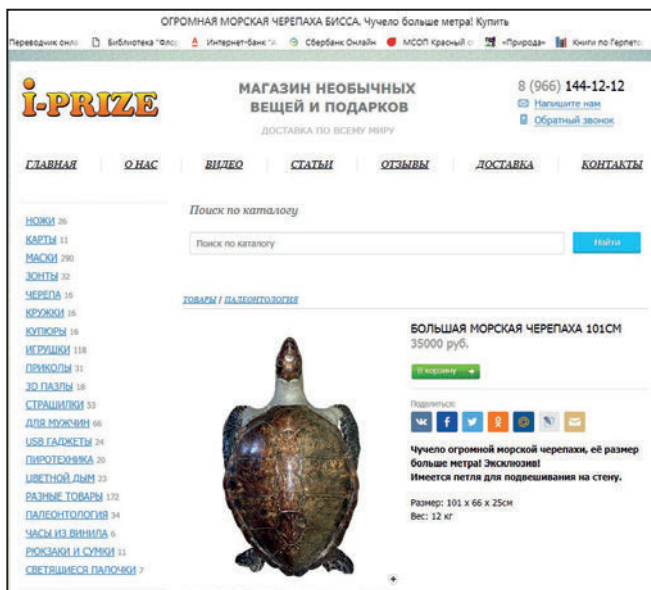 ОГРОМНАЯ МОРСКАЯ ЧЕРЕПАХА БИССА. Чучело больше метра! Купить
Переводчик онла Библиотека "Фло Интернет-банк "А Сбербанк Онлайн МСОП Красный с «Природа» Книги по Герпето
i-PRIZE
МАГАЗИН НЕОБЫЧНЫХ
ВЕЩЕЙ И ПОДАРКОВ
ДОСТАВКА ПО ВСЕМУ МИРУ
8 (966) 144-12-12
Напишите нам
Обратный звонок
ГЛАВНАЯ О НАС ВИДЕО СТАТЬИ ОТЗЫВЫ ДОСТАВКА КОНТАКТЫ
НОЖИ 26
КАРТЫ 11
МАСКИ 290
ЗОНТЫ 32
ЧЕРЕПА 16
КРУЖКИ 16
КУПЮРЫ 16
ИГРУШКИ 118
ПРИКОЛЫ 31
3D ПАЗЛЫ 18
СТРАШИЛКИ 53
ДЛЯ МУЖЧИН 66
USB ГАДЖЕТЫ 24
ПИРОТЕХНИКА 20
ЦВЕТНОЙ ДЫМ 23
РАЗНЫЕ ТОВАРЫ 172
ПАЛЕОНТОЛОГИЯ 34
ЧАСЫ ИЗ ВИНИЛА 6
РЮКЗАКИ И СУМКИ 11
СВЕТЯЩИЕСЯ ПАЛОЧКИ 7
Поиск по каталогу
Поиск по каталогу Найти
ТОВАРЫ / ПАЛЕОНТОЛОГИЯ
БОЛЬШАЯ МОРСКАЯ ЧЕРЕПАХА 101СМ
35000 руб.
В корзину
Поделиться:
Чучело огромной морской черепахи, её размер
больше метра! Эксклюзив!
Имеется петля для подвешивания на стену.
Размер: 101 x 66 x 25см
Вес: 12 кг